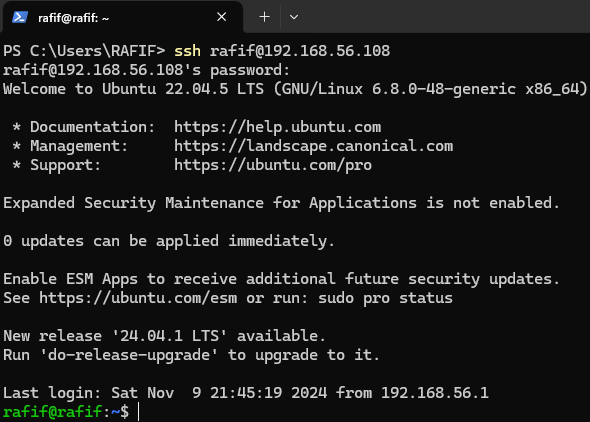 rafif@rafif: ~
PS C:\Users\RAFIF> ssh rafif@192.168.56.108
rafif@192.168.56.108's password:
Welcome to Ubuntu 22.04.5 LTS (GNU/Linux 6.8.0-48-generic x86_64)
* Documentation:  https://help.ubuntu.com
* Management:     https://landscape.canonical.com
* Support:        https://ubuntu.com/pro
Expanded Security Maintenance for Applications is not enabled.
0 updates can be applied immediately.
Enable ESM Apps to receive additional future security updates.
See https://ubuntu.com/esm or run: sudo pro status
New release '24.04.1 LTS' available.
Run 'do-release-upgrade' to upgrade to it.
Last login: Sat Nov  9 21:45:19 2024 from 192.168.56.1
rafif@rafif:~$